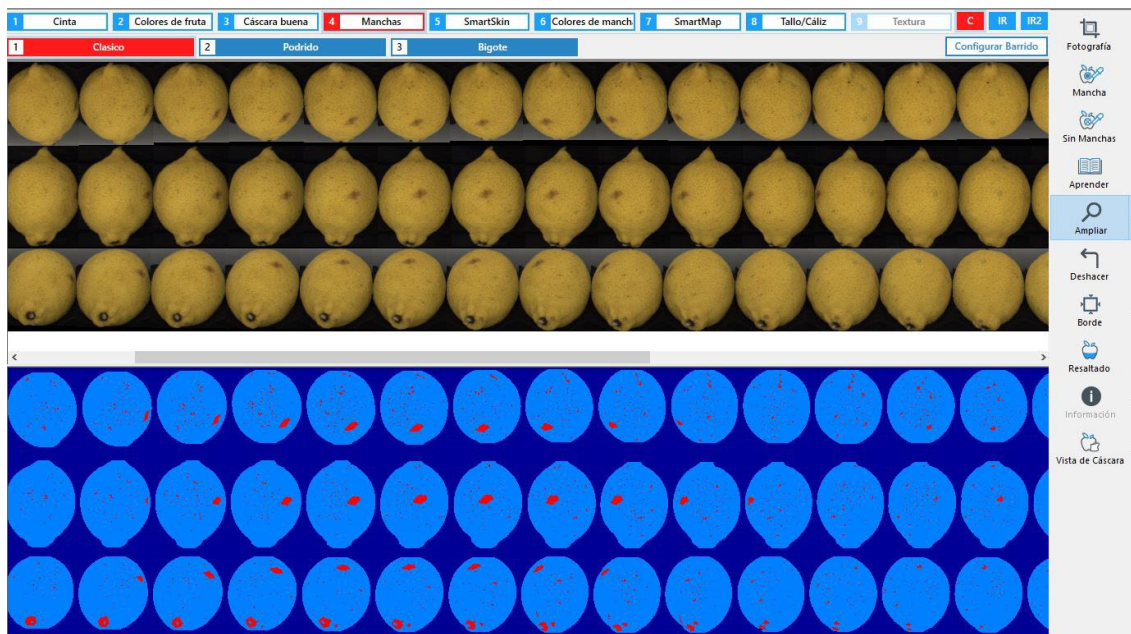 1 Cinta 2 Colores de fruta 3 Cáscara buena 4 Manchas 5 SmartSkin 6 Colores de manch 7 SmartMap 8 Tallo/Cáliz 9 Textura C IR IR2
1 Clasico 2 Podrido 3 Bigote Configurar Barrido
Fotografía
Mancha
Sin Manchas
Aprender
Ampliar
Deshacer
Borde
Resaltado
Información
Vista de Cáscara